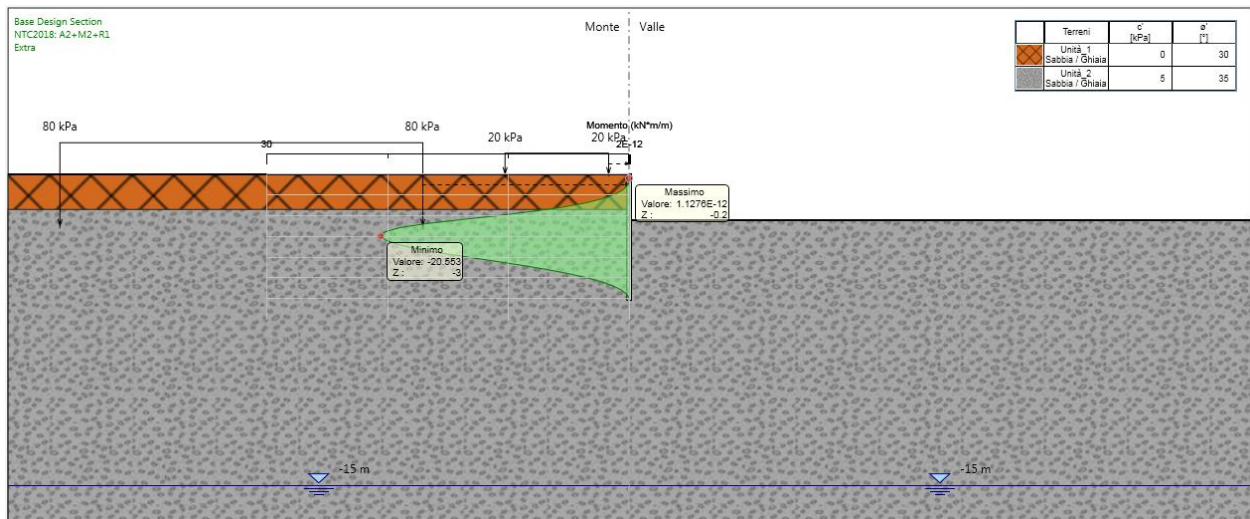 Base Design Section
NTC2018: A2+M2+R1
Extra
Monte
Valle
Terreni c' [kPa] ø' [°]
Unità_1 Sabbia / Ghiaia 0 30
Unità_2 Sabbia / Ghiaia 5 35
80 kPa
80 kPa
20 kPa
20 kPa
Momento (kN*m/m)
30
2E-12
Massimo
Valore: 1.1276E-12
Z : -0.2
Minimo
Valore: -20.553
Z : -3
-15 m
-15 m